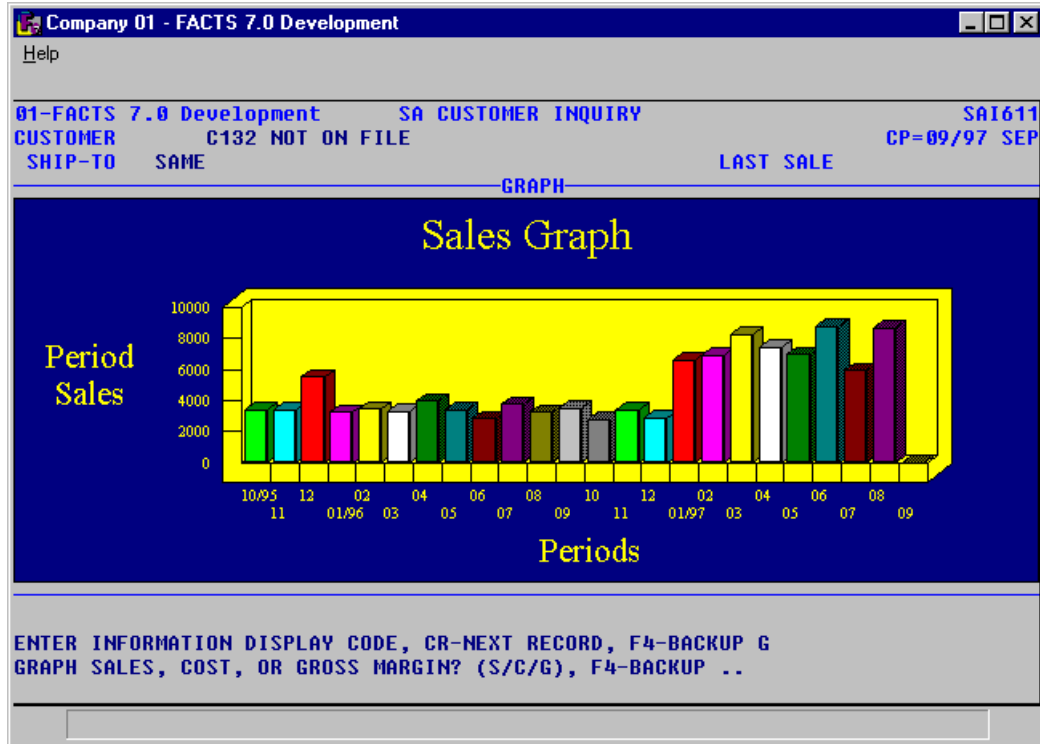 Company 01 - FACTS 7.0 Development
Help
01-FACTS 7.0 Development SA CUSTOMER INQUIRY SAI611
CUSTOMER C132 NOT ON FILE CP=09/97 SEP
SHIP-TO SAME LAST SALE
GRAPH
Sales Graph
Period
Sales
10000
8000
6000
4000
2000
0
10/95 12 02 04 06 08 10 12 02 04 06 08
11 01/96 03 05 07 09 11 01/97 03 05 07 09
Periods
ENTER INFORMATION DISPLAY CODE, CR-NEXT RECORD, F4-BACKUP G
GRAPH SALES, COST, OR GROSS MARGIN? (S/C/G), F4-BACKUP ..